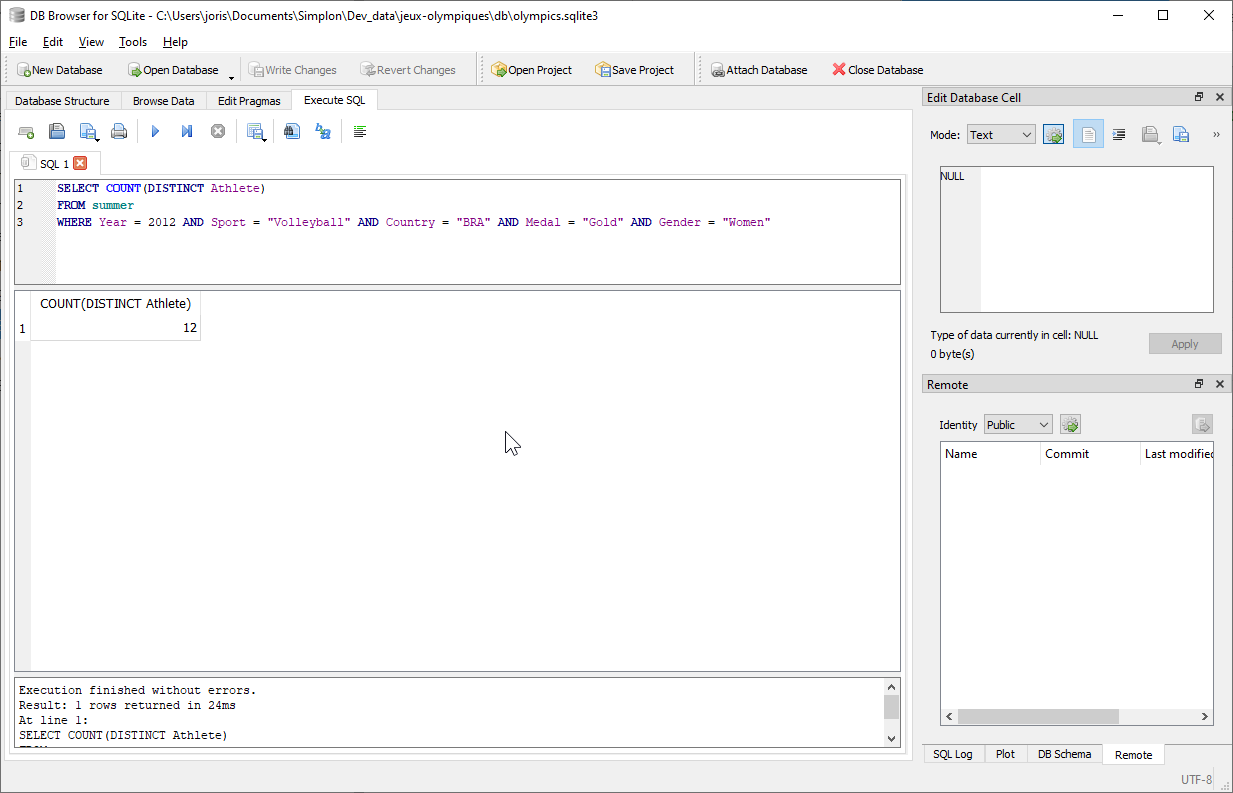 DB Browser for SQLite - C:\Users\joris\Documents\Simplon\Dev_data\jeux-olympiques\db\olympics.sqlite3
File Edit View Tools Help
New Database Open Database Write Changes Revert Changes Open Project Save Project Attach Database Close Database
Database Structure Browse Data Edit Pragmas Execute SQL
SQL 1
1 SELECT COUNT(DISTINCT Athlete)
2 FROM summer
3 WHERE Year = 2012 AND Sport = "Volleyball" AND Country = "BRA" AND Medal = "Gold" AND Gender = "Women"
COUNT(DISTINCT Athlete)
1 12
Execution finished without errors.
Result: 1 rows returned in 24ms
At line 1:
SELECT COUNT(DISTINCT Athlete)
Edit Database Cell
Mode: Text
NULL
Type of data currently in cell: NULL
0 byte(s)
Apply
Remote
Identity Public
Name Commit Last modified
SQL Log Plot DB Schema Remote
UTF-8